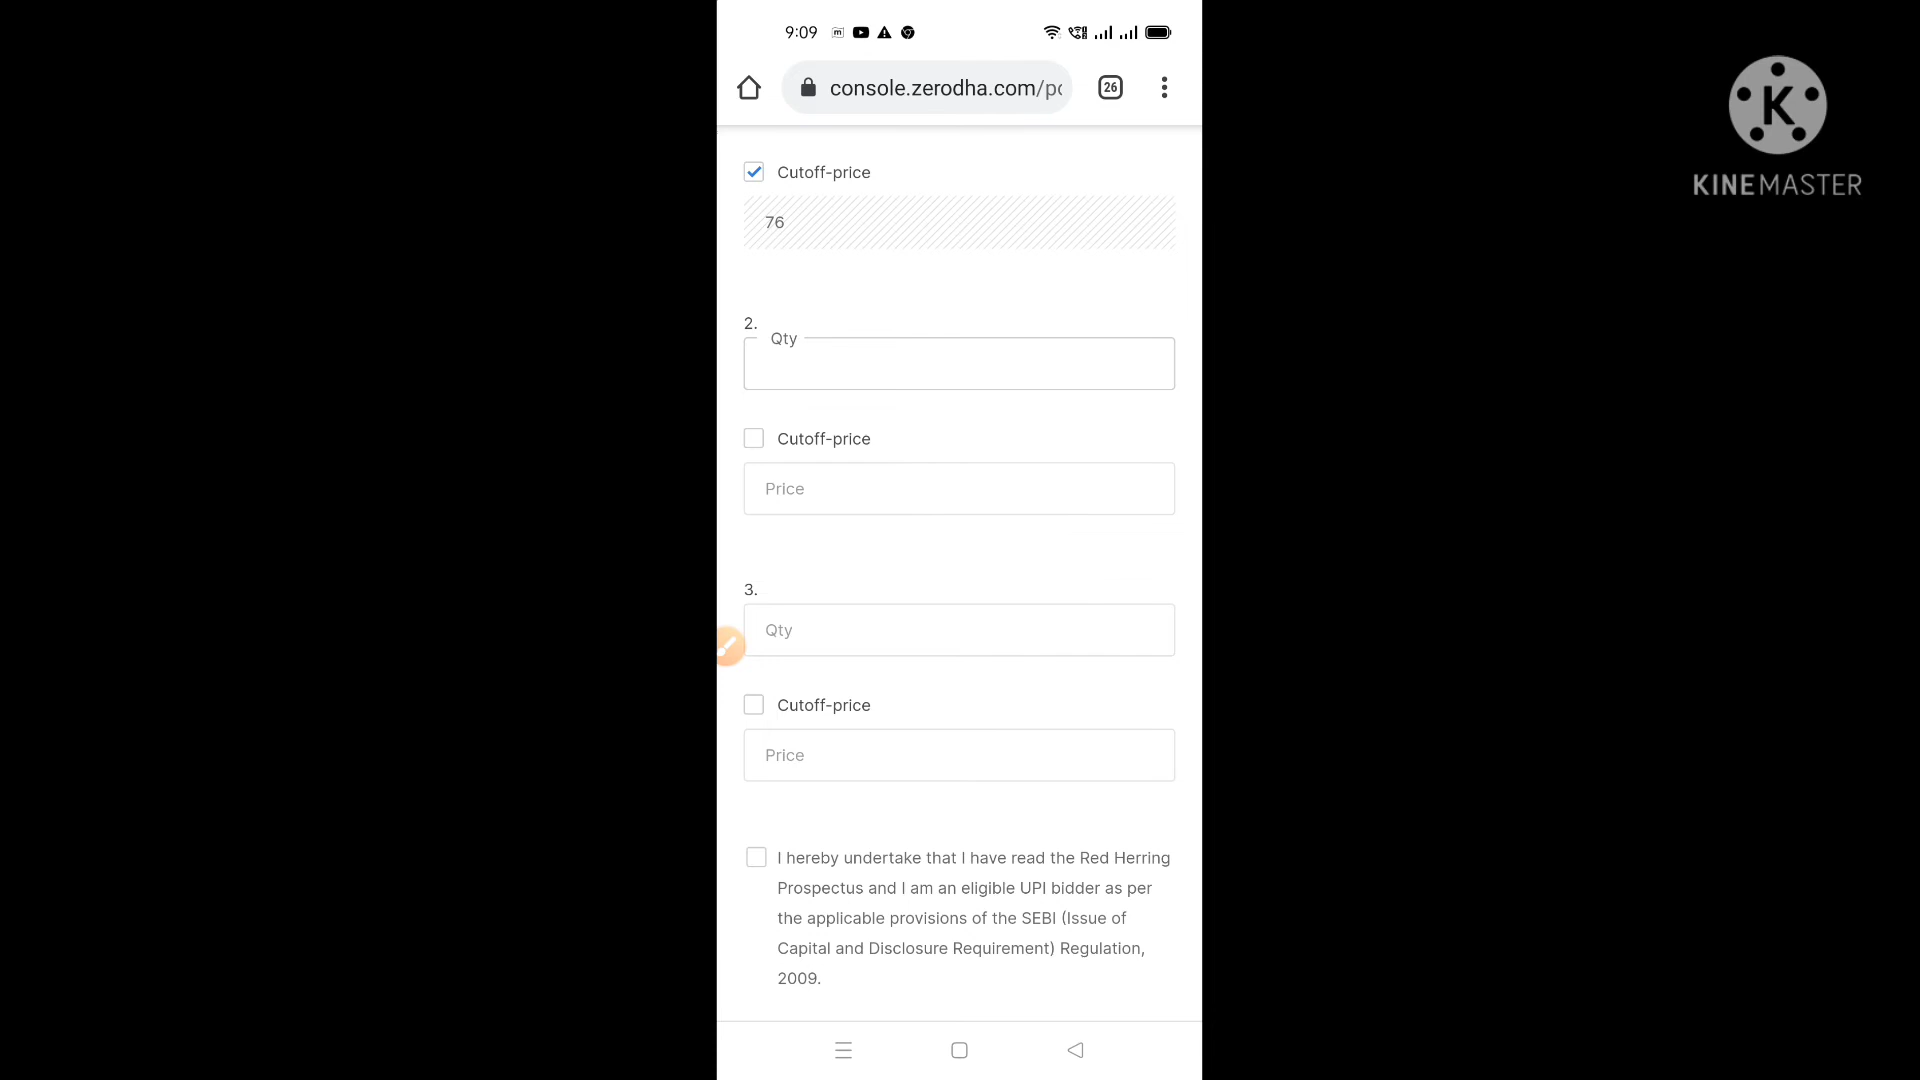 9:09
console.zerodha.com/po
26
K
KINEMASTER
Cutoff-price
76
2.
Qty
Cutoff-price
Price
3.
Qty
Cutoff-price
Price
I hereby undertake that I have read the Red Herring
Prospectus and I am an eligible UPI bidder as per
the applicable provisions of the SEBI (Issue of
Capital and Disclosure Requirement) Regulation,
2009.